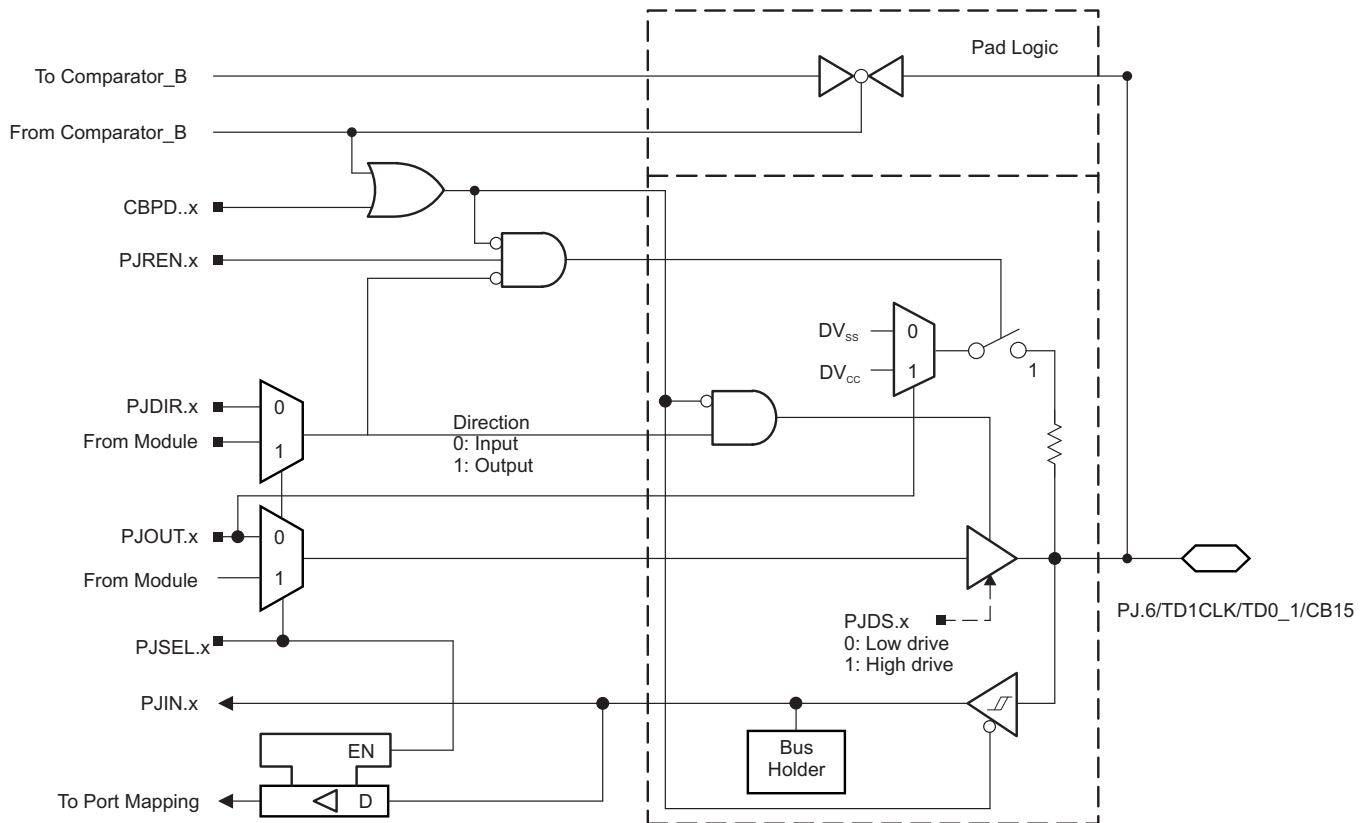 Pad Logic
To Comparator_B
From Comparator_B
CBPD..x
PJREN.x
DVSS
0
DVCC
1
1
PJDIR.x
0
From Module
1
Direction
0: Input
1: Output
PJOUT.x
0
From Module
1
PJDS.x
0: Low drive
1: High drive
PJ.6/TD1CLK/TD0_1/CB15
PJSEL.x
PJIN.x
EN
Bus
Holder
To Port Mapping
D